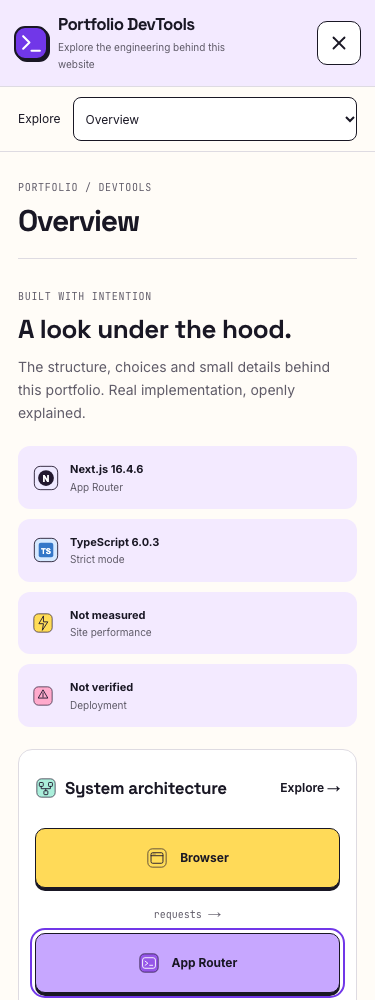 Portfolio DevTools
Explore the engineering behind this
website
Explore
Overview
PORTFOLIO / DEVTOOLS
Overview
BUILT WITH INTENTION
A look under the hood.
The structure, choices and small details behind
this portfolio. Real implementation, openly
explained.
N
Next.js 16.4.6
App Router
TS
TypeScript 6.0.3
Strict mode
Not measured
Site performance
Not verified
Deployment
System architecture
Explore →
Browser
requests →
App Router